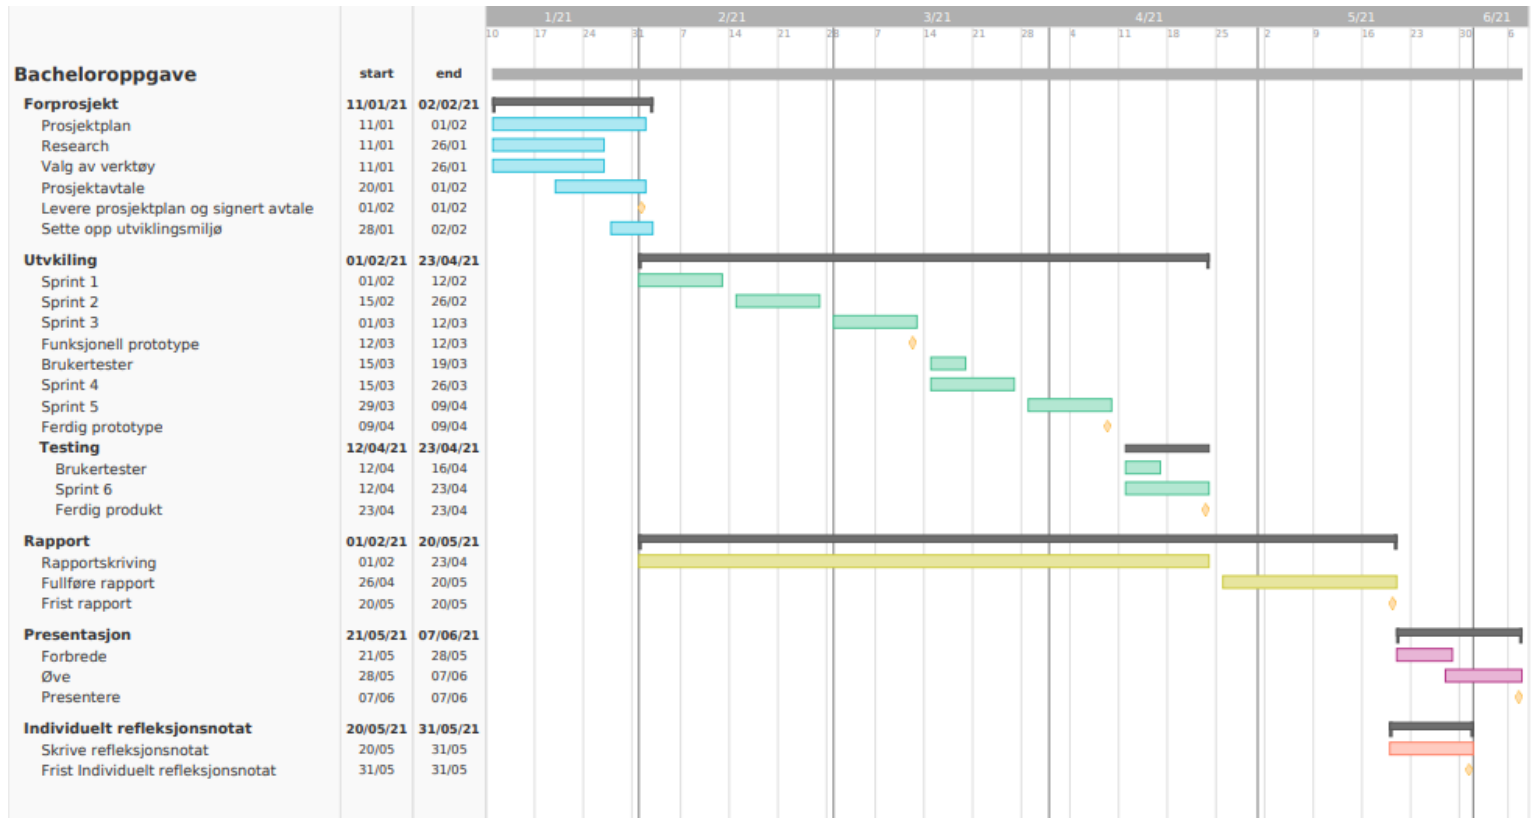 1/21 2/21 3/21 4/21 5/21 6/21
10 17 24 31 7 14 21 28 7 14 21 28 4 11 18 25 2 9 16 23 30 6
Bacheloroppgave start end
Forprosjekt 11/01/21 02/02/21
Prosjektplan 11/01 01/02
Research 11/01 26/01
Valg av verktøy 11/01 26/01
Prosjektavtale 20/01 01/02
Levere prosjektplan og signert avtale 01/02 01/02
Sette opp utviklingsmiljø 28/01 02/02
Utvkiling 01/02/21 23/04/21
Sprint 1 01/02 12/02
Sprint 2 15/02 26/02
Sprint 3 01/03 12/03
Funksjonell prototype 12/03 12/03
Brukertester 15/03 19/03
Sprint 4 15/03 26/03
Sprint 5 29/03 09/04
Ferdig prototype 09/04 09/04
Testing 12/04/21 23/04/21
Brukertester 12/04 16/04
Sprint 6 12/04 23/04
Ferdig produkt 23/04 23/04
Rapport 01/02/21 20/05/21
Rapportskriving 01/02 23/04
Fullføre rapport 26/04 20/05
Frist rapport 20/05 20/05
Presentasjon 21/05/21 07/06/21
Forbrede 21/05 28/05
Øve 28/05 07/06
Presentere 07/06 07/06
Individuelt refleksjonsnotat 20/05/21 31/05/21
Skrive refleksjonsnotat 20/05 31/05
Frist Individuelt refleksjonsnotat 31/05 31/05